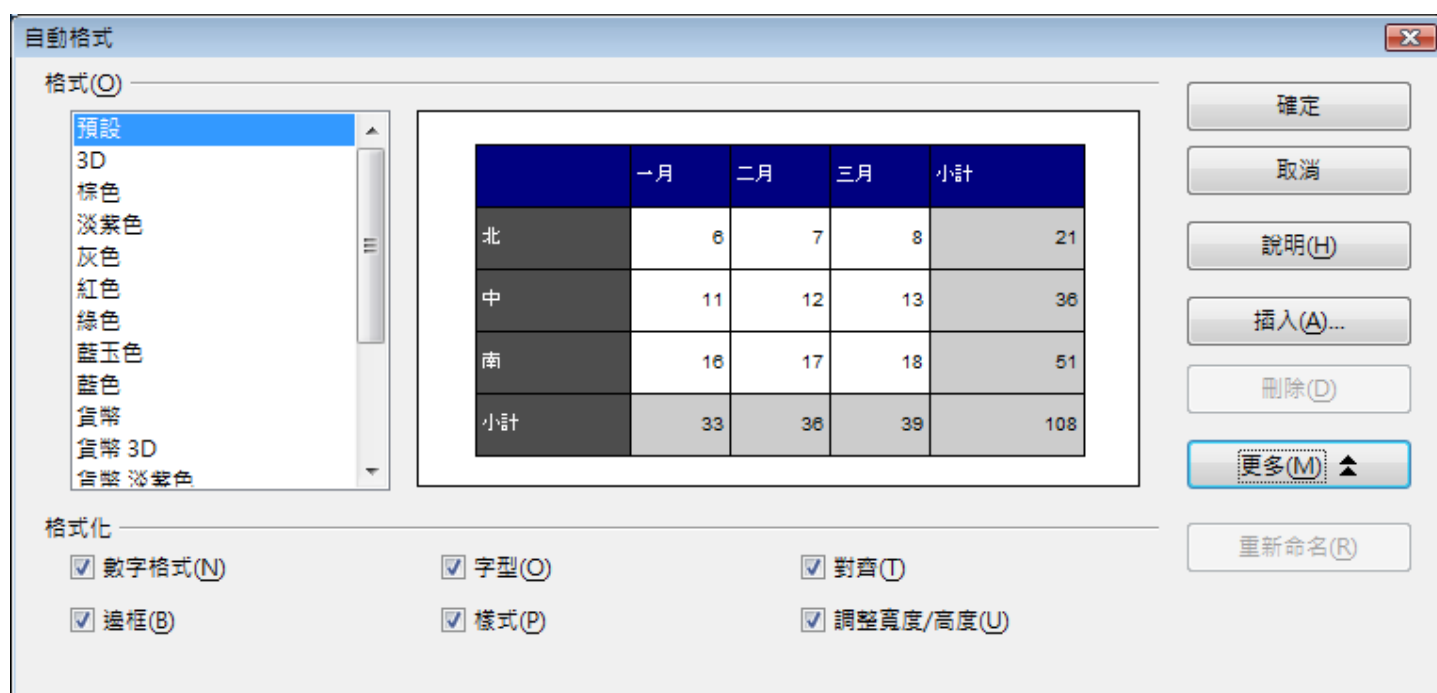 自動格式
格式(O)
預設
3D
棕色
淡紫色
灰色
紅色
綠色
藍玉色
藍色
貨幣
貨幣 3D
貨幣 淡紫色
一月 二月 三月 小計
北 6 7 8 21
中 11 12 13 36
南 16 17 18 51
小計 33 36 39 108
確定
取消
說明(H)
插入(A)...
刪除(D)
更多(M)
重新命名(R)
格式化
數字格式(N) 字型(O) 對齊(T)
邊框(B) 樣式(P) 調整寬度/高度(U)